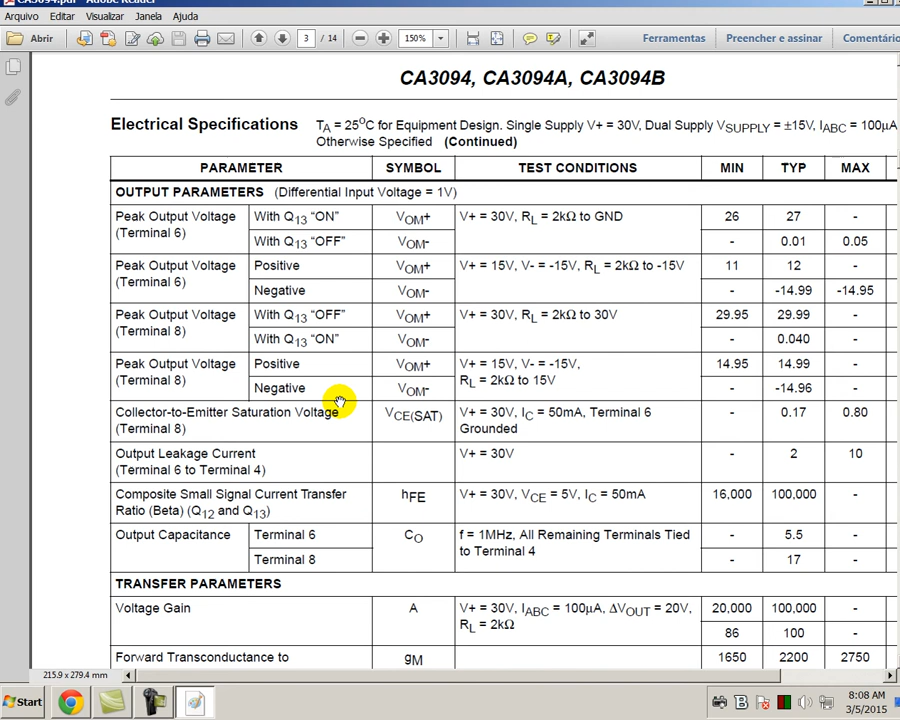 CA3094.pdf - Adobe Reader
Arquivo Editar Visualizar Janela Ajuda
Abrir 3 / 14 150% Ferramentas Preencher e assinar Comentário
CA3094, CA3094A, CA3094B
Electrical Specifications TA = 25oC for Equipment Design. Single Supply V+ = 30V, Dual Supply VSUPPLY = ±15V, IABC = 100µA
Otherwise Specified (Continued)
PARAMETER SYMBOL TEST CONDITIONS MIN TYP MAX
OUTPUT PARAMETERS (Differential Input Voltage = 1V)
Peak Output Voltage With Q13 “ON” VOM+ V+ = 30V, RL = 2kΩ to GND 26 27 -
(Terminal 6)
With Q13 “OFF” VOM- - 0.01 0.05
Peak Output Voltage Positive VOM+ V+ = 15V, V- = -15V, RL = 2kΩ to -15V 11 12 -
(Terminal 6)
Negative VOM- - -14.99 -14.95
Peak Output Voltage With Q13 “OFF” VOM+ V+ = 30V, RL = 2kΩ to 30V 29.95 29.99 -
(Terminal 8)
With Q13 “ON” VOM- - 0.040 -
Peak Output Voltage Positive VOM+ V+ = 15V, V- = -15V, 14.95 14.99 -
(Terminal 8) RL = 2kΩ to 15V
Negative VOM- - -14.96 -
Collector-to-Emitter Saturation Voltage VCE(SAT) V+ = 30V, IC = 50mA, Terminal 6 - 0.17 0.80
(Terminal 8) Grounded
Output Leakage Current V+ = 30V - 2 10
(Terminal 6 to Terminal 4)
Composite Small Signal Current Transfer hFE V+ = 30V, VCE = 5V, IC = 50mA 16,000 100,000 -
Ratio (Beta) (Q12 and Q13)
Output Capacitance Terminal 6 CO f = 1MHz, All Remaining Terminals Tied - 5.5 -
to Terminal 4
Terminal 8 - 17 -
TRANSFER PARAMETERS
Voltage Gain A V+ = 30V, IABC = 100µA, ΔVOUT = 20V, 20,000 100,000 -
RL = 2kΩ
86 100 -
Forward Transconductance to gM 1650 2200 2750
215.9 x 279.4 mm
Start 8:08 AM
3/5/2015